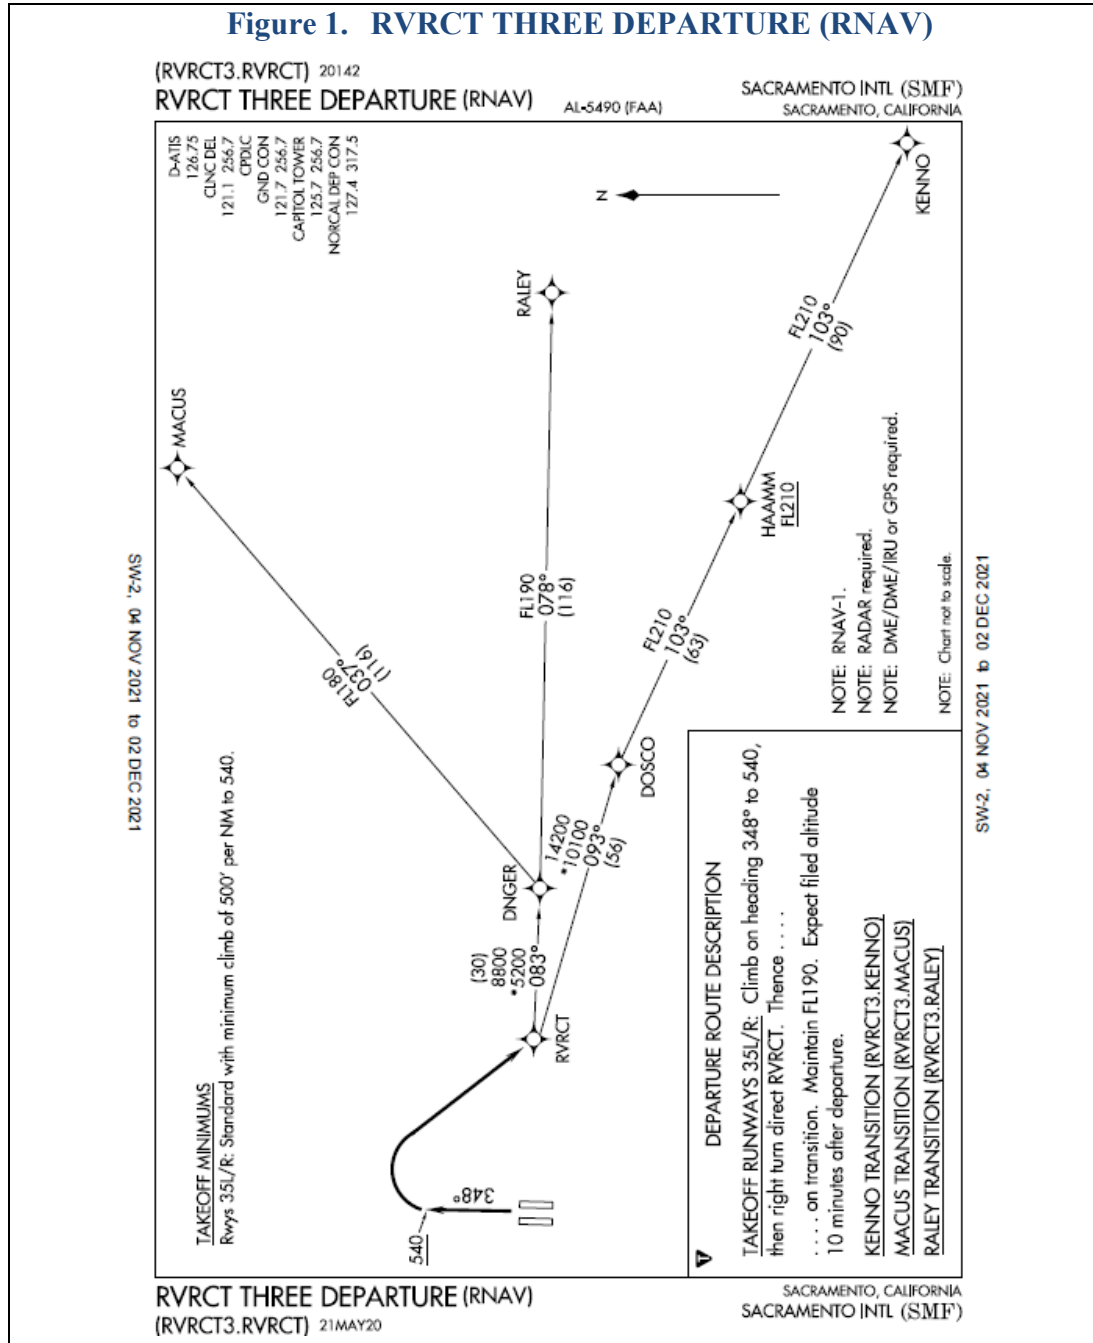 Figure 1. RVRCT THREE DEPARTURE (RNAV)
(RVRCT3.RVRCT) 20142
RVRCT THREE DEPARTURE (RNAV)
AL-5490 (FAA)
SACRAMENTO INTL (SMF)
SACRAMENTO, CALIFORNIA
D-ATIS
126.75
CLNC DEL
121.1 256.7
CPDLC
GND CON
121.7 256.7
CAPITOL TOWER
125.7 256.7
NORCAL DEP CON
127.4 317.5
N
KENNO
RALEY
MACUS
FL210
103°
(90)
HAAMM
FL210
FL190
078°
(116)
FL180
037°
(116)
FL210
103°
(63)
DOSCO
DNGER
14200
*10100
093°
(56)
(30)
8800
*5200
083°
RVRCT
348°
540
TAKEOFF MINIMUMS
Rwys 35L/R: Standard with minimum climb of 500' per NM to 540.
NOTE: RNAV-1.
NOTE: RADAR required.
NOTE: DME/DME/IRU or GPS required.
NOTE: Chart not to scale.
DEPARTURE ROUTE DESCRIPTION
T
TAKEOFF RUNWAYS 35L/R: Climb on heading 348° to 540,
then right turn direct RVRCT. Thence . . . .
. . . . on transition. Maintain FL190. Expect filed altitude
10 minutes after departure.
KENNO TRANSITION (RVRCT3.KENNO)
MACUS TRANSITION (RVRCT3.MACUS)
RALEY TRANSITION (RVRCT3.RALEY)
SW-2, 04 NOV 2021 to 02 DEC 2021
SW-2, 04 NOV 2021 to 02 DEC 2021
RVRCT THREE DEPARTURE (RNAV)
(RVRCT3.RVRCT) 21MAY20
SACRAMENTO, CALIFORNIA
SACRAMENTO INTL (SMF)